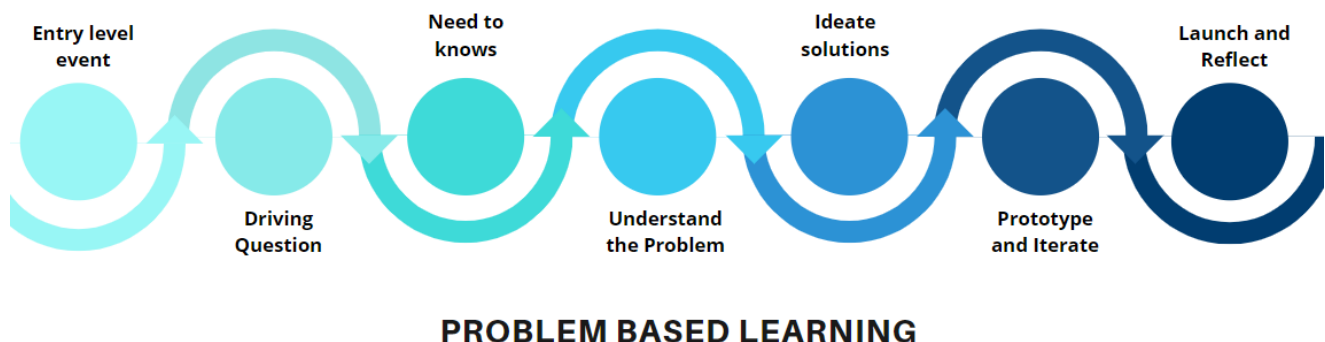 Entry level
event
Driving
Question
Need to
knows
Understand
the Problem
Ideate
solutions
Prototype
and Iterate
Launch and
Reflect
PROBLEM BASED LEARNING